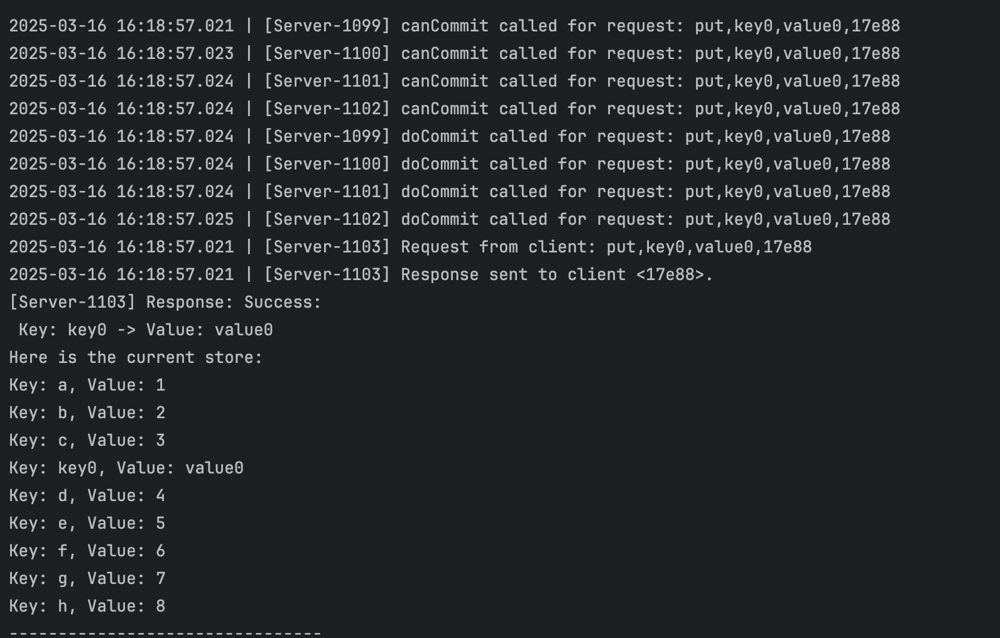 2025-03-16 16:18:57.021 | [Server-1099] canCommit called for request: put,key0,value0,17e88
2025-03-16 16:18:57.023 | [Server-1100] canCommit called for request: put,key0,value0,17e88
2025-03-16 16:18:57.024 | [Server-1101] canCommit called for request: put,key0,value0,17e88
2025-03-16 16:18:57.024 | [Server-1102] canCommit called for request: put,key0,value0,17e88
2025-03-16 16:18:57.024 | [Server-1099] doCommit called for request: put,key0,value0,17e88
2025-03-16 16:18:57.024 | [Server-1100] doCommit called for request: put,key0,value0,17e88
2025-03-16 16:18:57.024 | [Server-1101] doCommit called for request: put,key0,value0,17e88
2025-03-16 16:18:57.025 | [Server-1102] doCommit called for request: put,key0,value0,17e88
2025-03-16 16:18:57.021 | [Server-1103] Request from client: put,key0,value0,17e88
2025-03-16 16:18:57.021 | [Server-1103] Response sent to client <17e88>.
[Server-1103] Response: Success:
 Key: key0 -> Value: value0
Here is the current store:
Key: a, Value: 1
Key: b, Value: 2
Key: c, Value: 3
Key: key0, Value: value0
Key: d, Value: 4
Key: e, Value: 5
Key: f, Value: 6
Key: g, Value: 7
Key: h, Value: 8
--------------------------------